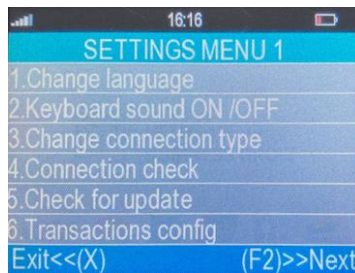 16:16
SETTINGS MENU 1
1.Change language
2.Keyboard sound ON /OFF
3.Change connection type
4.Connection check
5.Check for update
6.Transactions config
Exit<<(X) (F2)>>Next